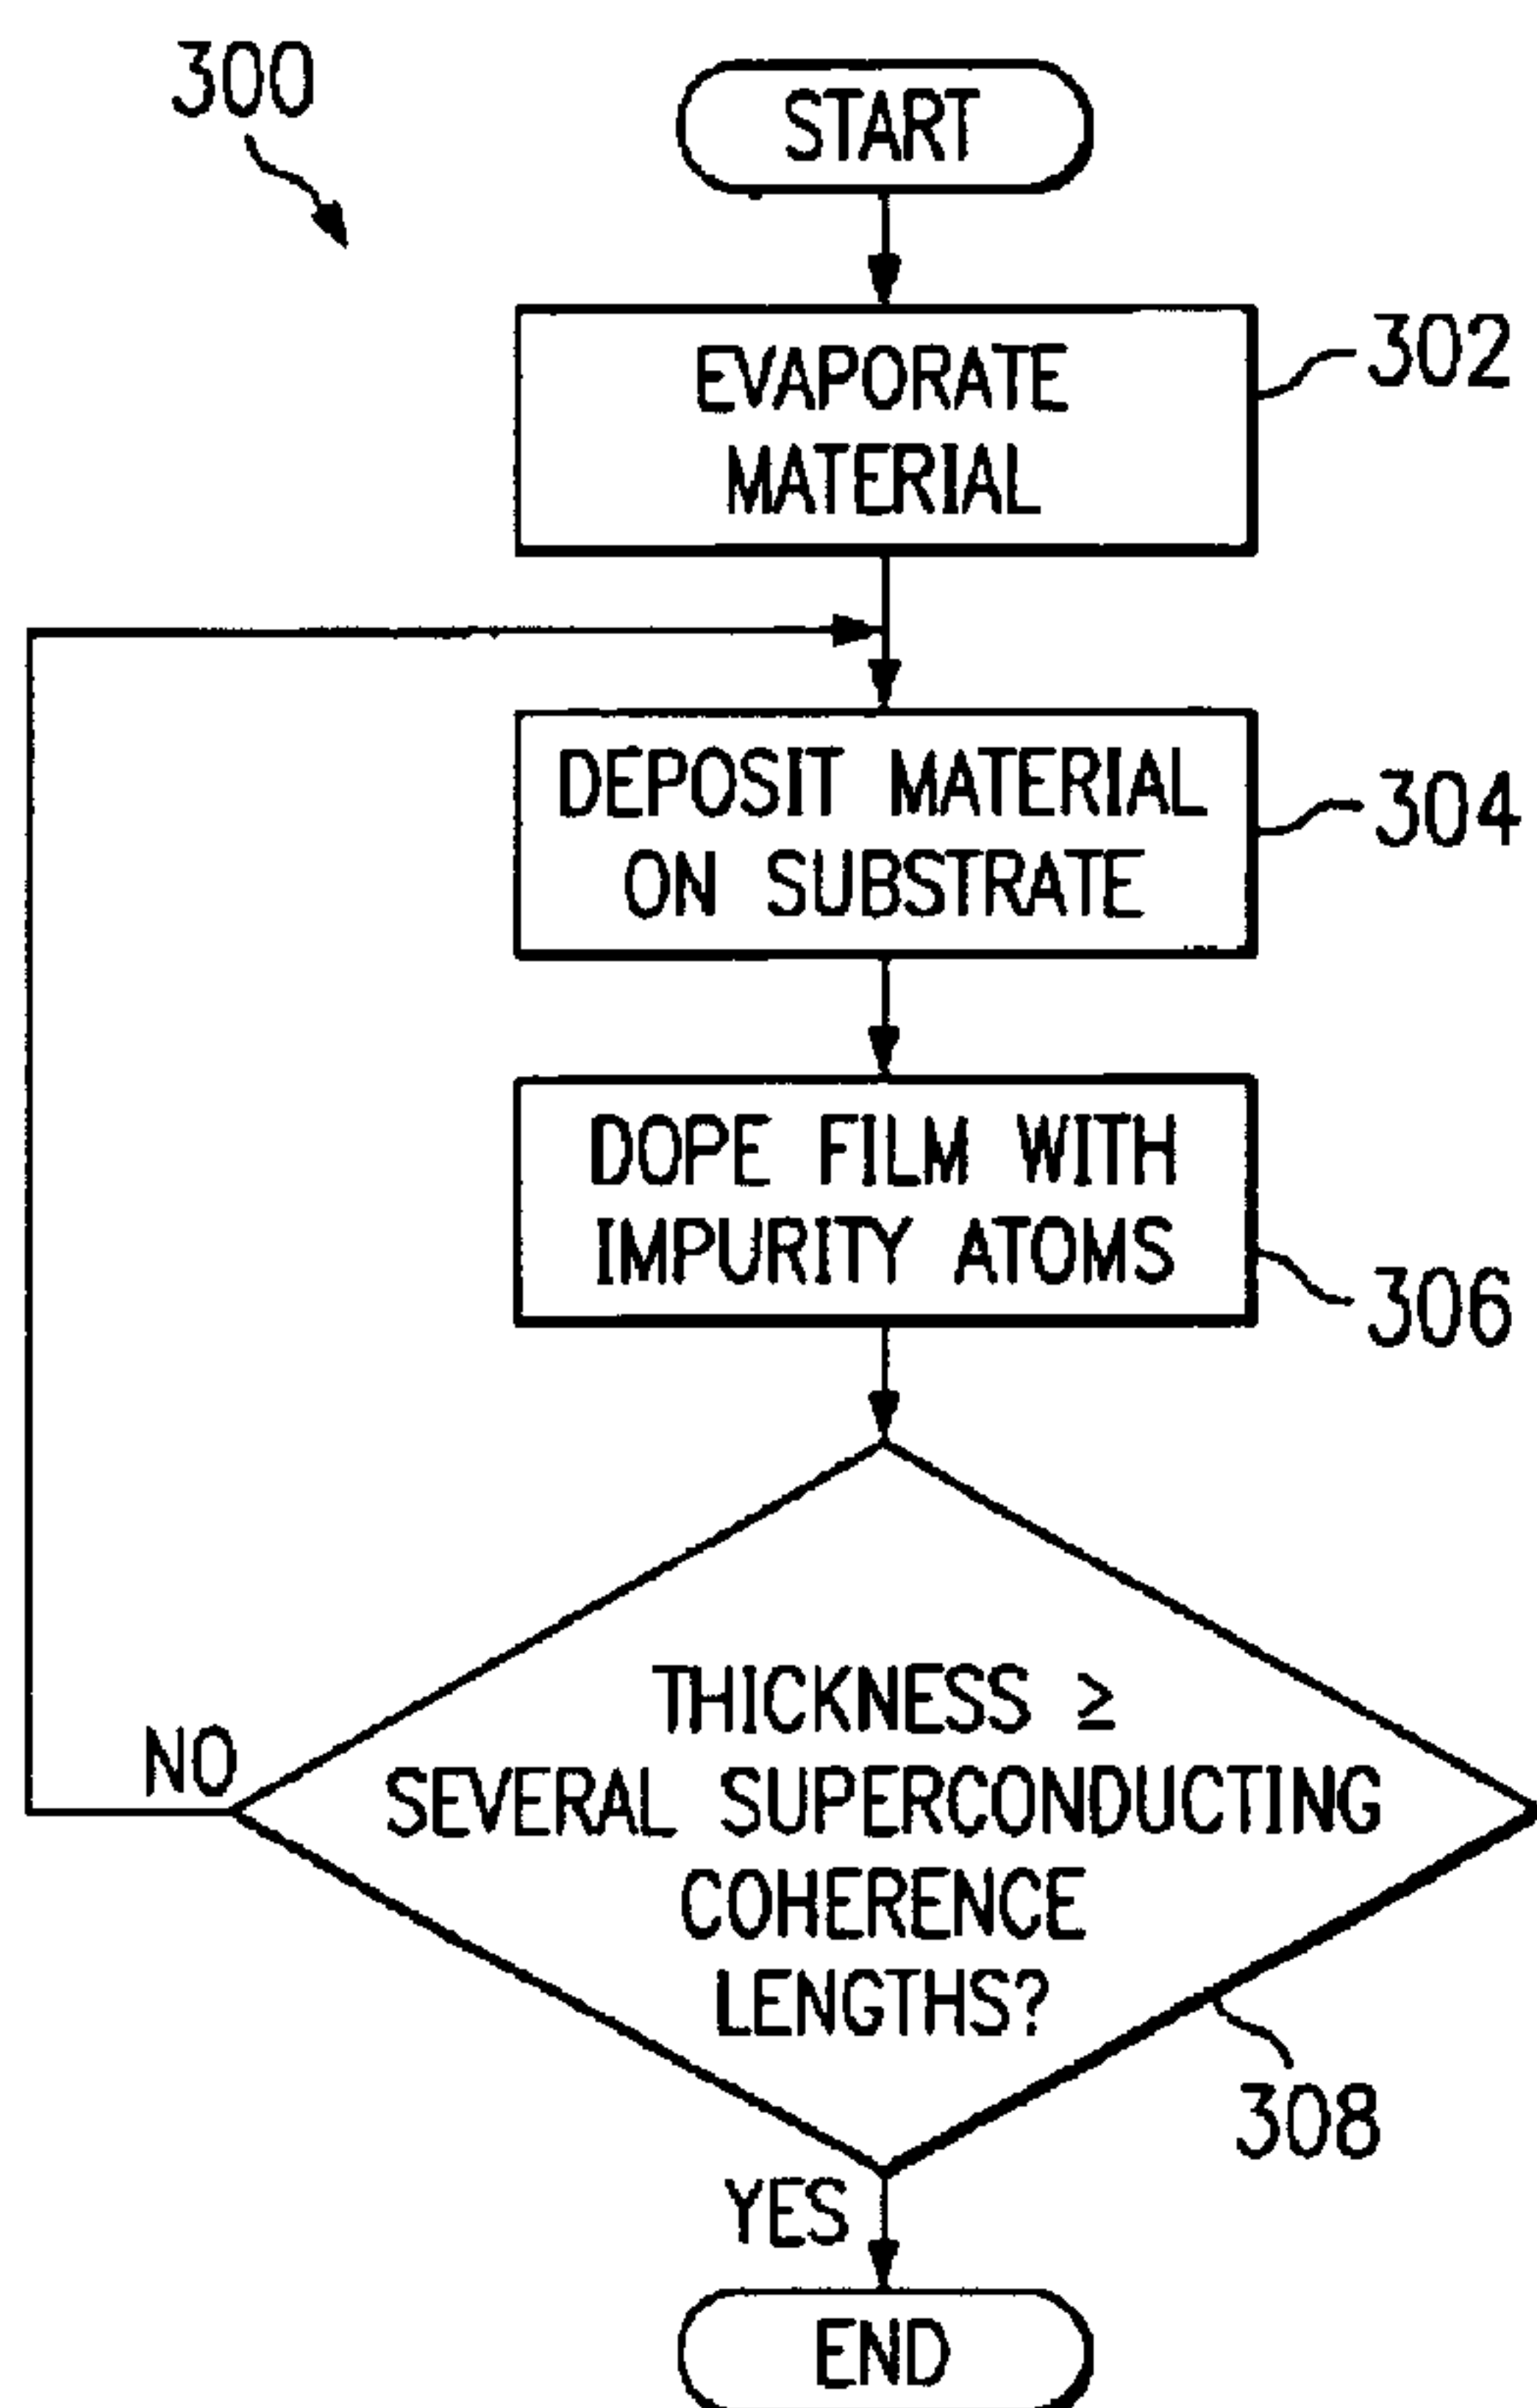 300
START
EVAPORATE
MATERIAL
302
DEPOSIT MATERIAL
ON SUBSTRATE
304
DOPE FILM WITH
IMPURITY ATOMS
306
THICKNESS ≥
SEVERAL SUPERCONDUCTING
COHERENCE
LENGTHS?
NO
308
YES
END